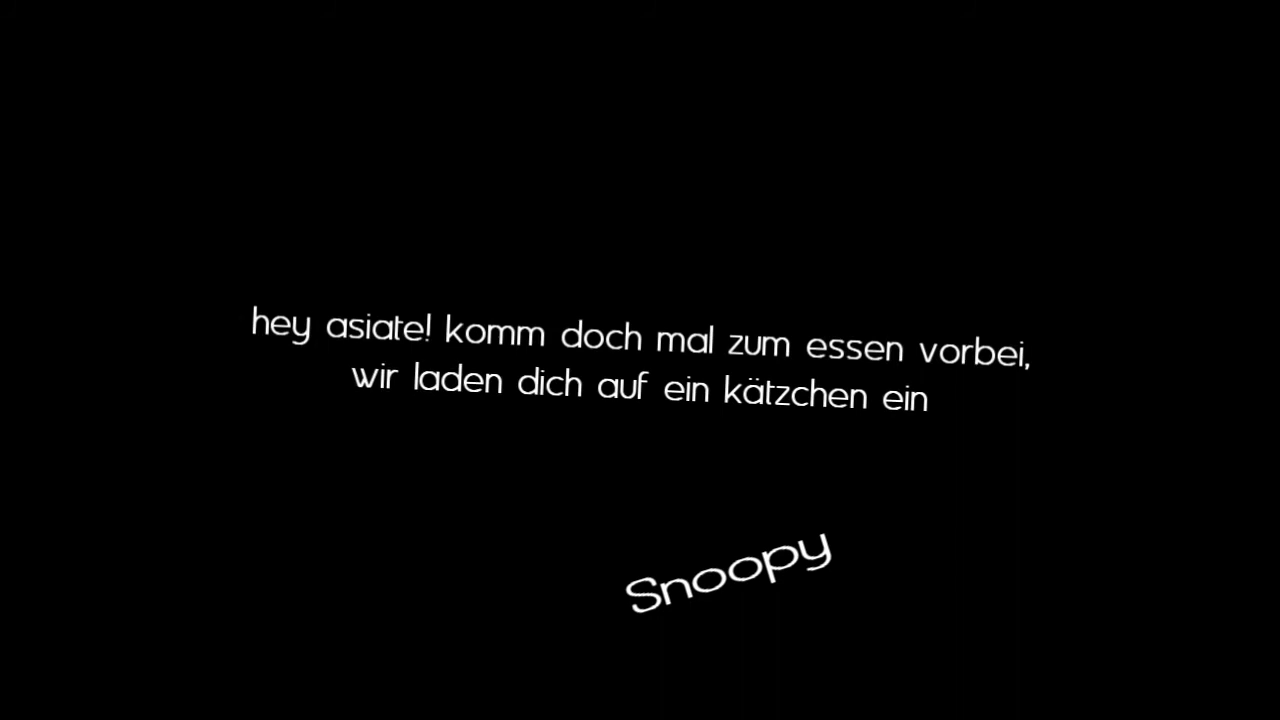 hey asiate! komm doch mal zum essen vorbei,
wir laden dich auf ein kätzchen ein
Snoopy